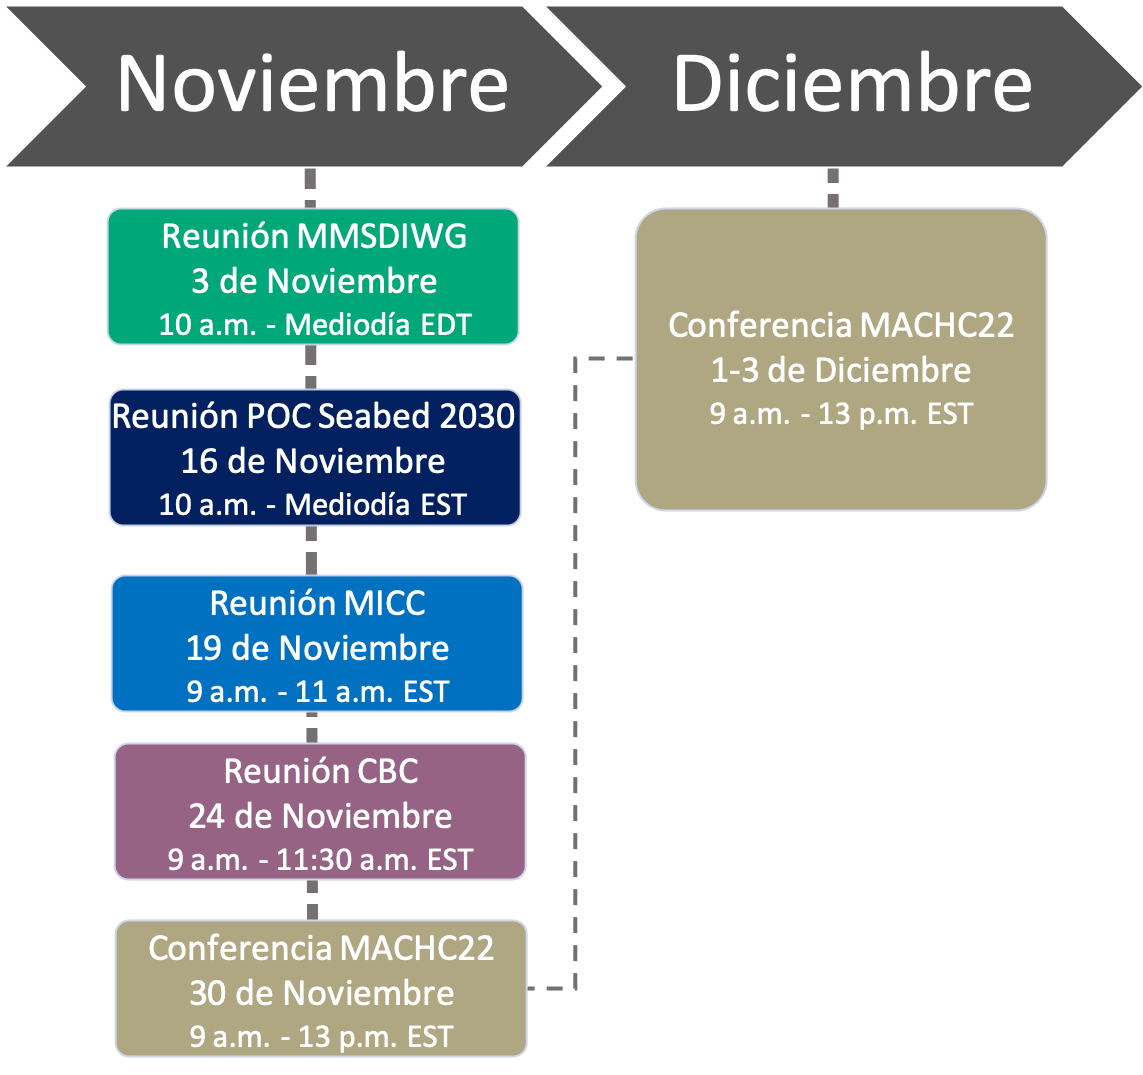 Noviembre
Diciembre
Reunión MMSDIWG
3 de Noviembre
10 a.m. - Mediodía EDT
Reunión POC Seabed 2030
16 de Noviembre
10 a.m. - Mediodía EST
Reunión MICC
19 de Noviembre
9 a.m. - 11 a.m. EST
Reunión CBC
24 de Noviembre
9 a.m. - 11:30 a.m. EST
Conferencia MACHC22
30 de Noviembre
9 a.m. - 13 p.m. EST
Conferencia MACHC22
1-3 de Diciembre
9 a.m. - 13 p.m. EST